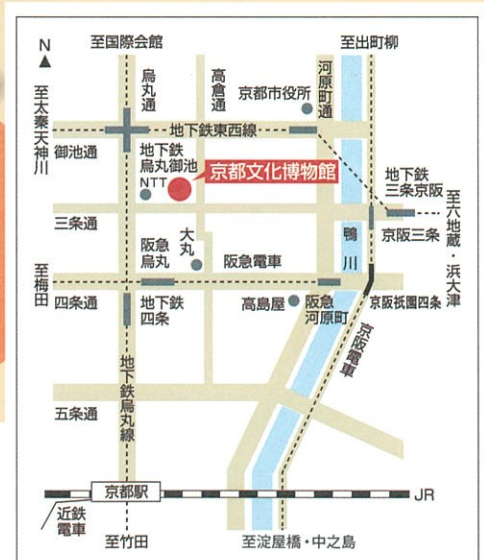 N
至国際会館
至出町柳
烏丸通
高倉通
京都市役所
河原町通
至太秦天神川
地下鉄東西線
御池通
地下鉄
烏丸御池
京都文化博物館
NTT
地下鉄
三条京阪
三条通
京阪三条
至六地蔵・浜大津
大丸
阪急
烏丸
阪急電車
鴨川
至梅田
四条通
地下鉄
四条
高島屋
阪急
河原町
京阪祇園四条
京阪電車
地下鉄烏丸線
五条通
京都駅
JR
近鉄
電車
至竹田
至淀屋橋・中之島